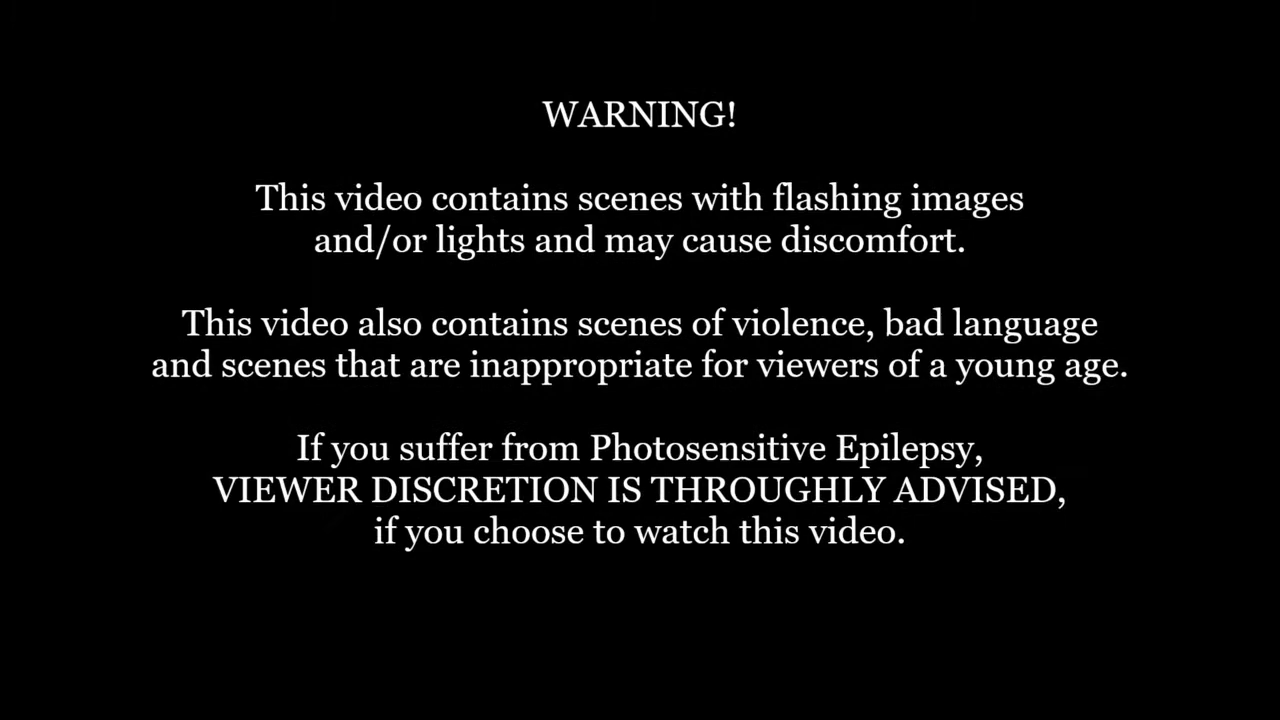 WARNING!
This video contains scenes with flashing images
and/or lights and may cause discomfort.
This video also contains scenes of violence, bad language
and scenes that are inappropriate for viewers of a young age.
If you suffer from Photosensitive Epilepsy,
VIEWER DISCRETION IS THROUGHLY ADVISED,
if you choose to watch this video.